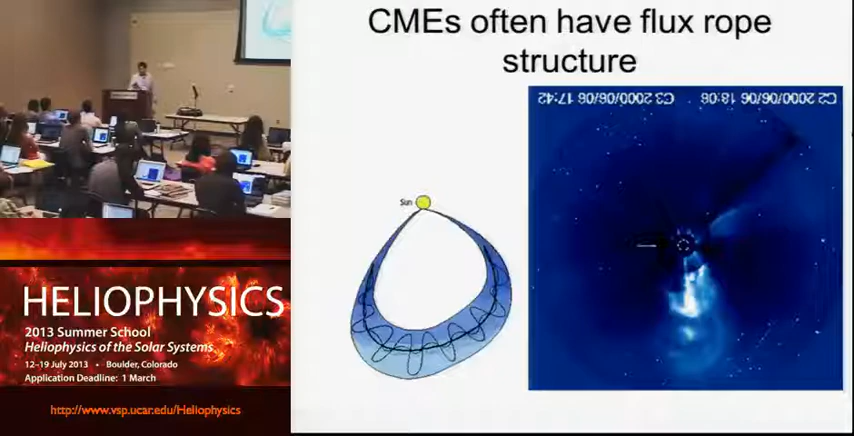 CMEs often have flux rope
structure
C2 2000/06/06 18:06 C3 2000/06/06 17:42
Sun
HELIOPHYSICS
2013 Summer School
Heliophysics of the Solar Systems
12–19 July 2013 • Boulder, Colorado
Application Deadline: 1 March
http://www.vsp.ucar.edu/Heliophysics